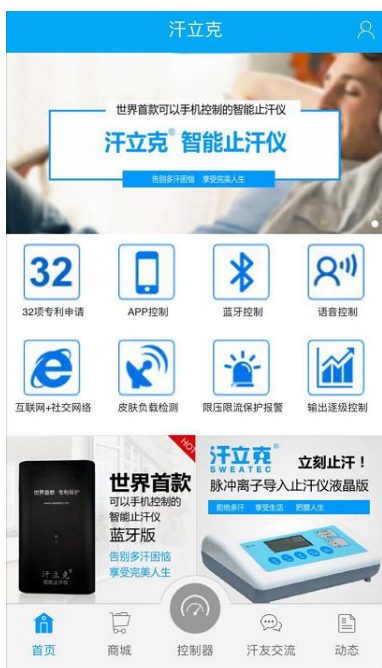 汗立克
世界首款可以手机控制的智能止汗仪
汗立克® 智能止汗仪
告别多汗困恼 享受完美人生
32
32项专利申请
APP控制
蓝牙控制
语音控制
互联网+社交网络
皮肤负载检测
限压限流保护报警
输出逐级控制
HOT
世界首款 专利保护
汗立克®
智能止汗仪
世界首款
可以手机控制的
智能止汗仪
蓝牙版
告别多汗困恼
享受完美人生
汗立克®
SWEATEC
立刻止汗！
脉冲离子导入止汗仪液晶版
拒绝多汗 享受生活 把握人生
首页
商城
控制器
汗友交流
动态